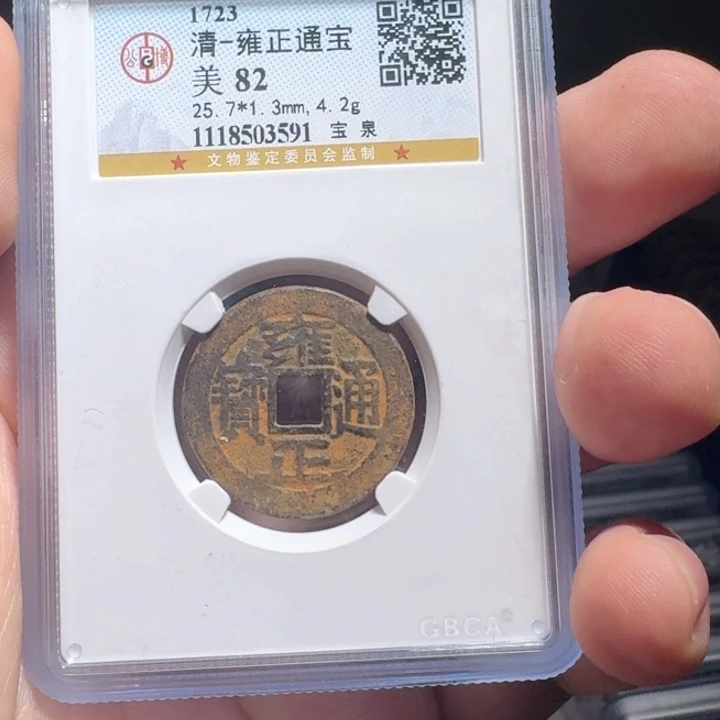 1723
清-雍正通宝
美 82
25.7*1.3mm, 4.2g
1118503591 宝 泉
★ 文物鉴定委员会监制 ★
雍
寶 通
正
GBCA